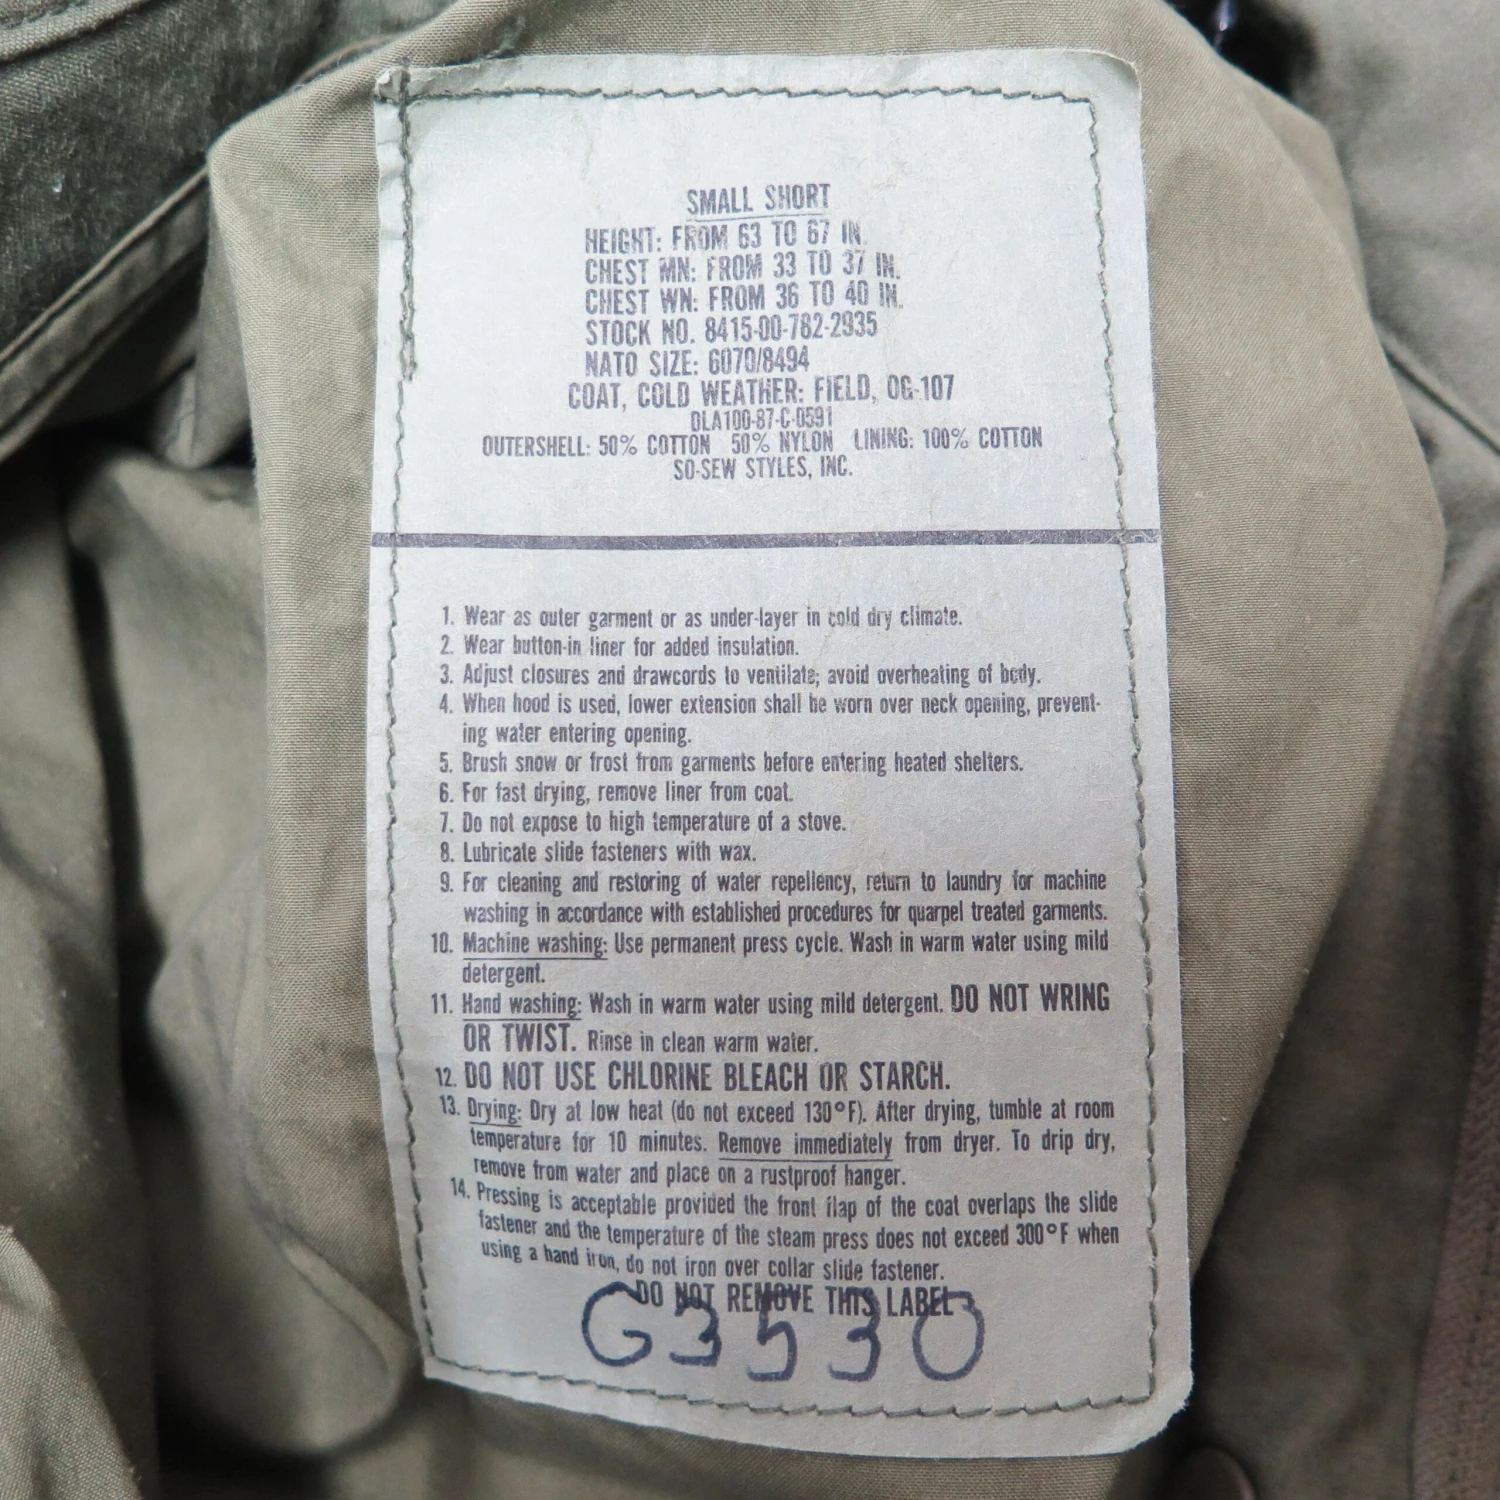 SMALL SHORT
HEIGHT: FROM 63 TO 67 IN.
CHEST MN: FROM 33 TO 37 IN.
CHEST WN: FROM 36 TO 40 IN.
STOCK NO. 8415-00-782-2935
NATO SIZE: 6070/8494
COAT, COLD WEATHER: FIELD, OG-107
DLA100-87-C-0591
OUTERSHELL: 50% COTTON 50% NYLON LINING: 100% COTTON
SO-SEW STYLES, INC.
1. Wear as outer garment or as under-layer in cold dry climate.
2. Wear button-in liner for added insulation.
3. Adjust closures and drawcords to ventilate; avoid overheating of body.
4. When hood is used, lower extension shall be worn over neck opening, prevent-
ing water entering opening.
5. Brush snow or frost from garments before entering heated shelters.
6. For fast drying, remove liner from coat.
7. Do not expose to high temperature of a stove.
8. Lubricate slide fasteners with wax.
9. For cleaning and restoring of water repellency, return to laundry for machine
washing in accordance with established procedures for quarpel treated garments.
10. Machine washing: Use permanent press cycle. Wash in warm water using mild
detergent.
11. Hand washing: Wash in warm water using mild detergent. DO NOT WRING
OR TWIST. Rinse in clean warm water.
12. DO NOT USE CHLORINE BLEACH OR STARCH.
13. Drying: Dry at low heat (do not exceed 130°F). After drying, tumble at room
temperature for 10 minutes. Remove immediately from dryer. To drip dry,
remove from water and place on a rustproof hanger.
14. Pressing is acceptable provided the front flap of the coat overlaps the slide
fastener and the temperature of the steam press does not exceed 300°F when
using a hand iron, do not iron over collar slide fastener.
DO NOT REMOVE THIS LABEL
G3530